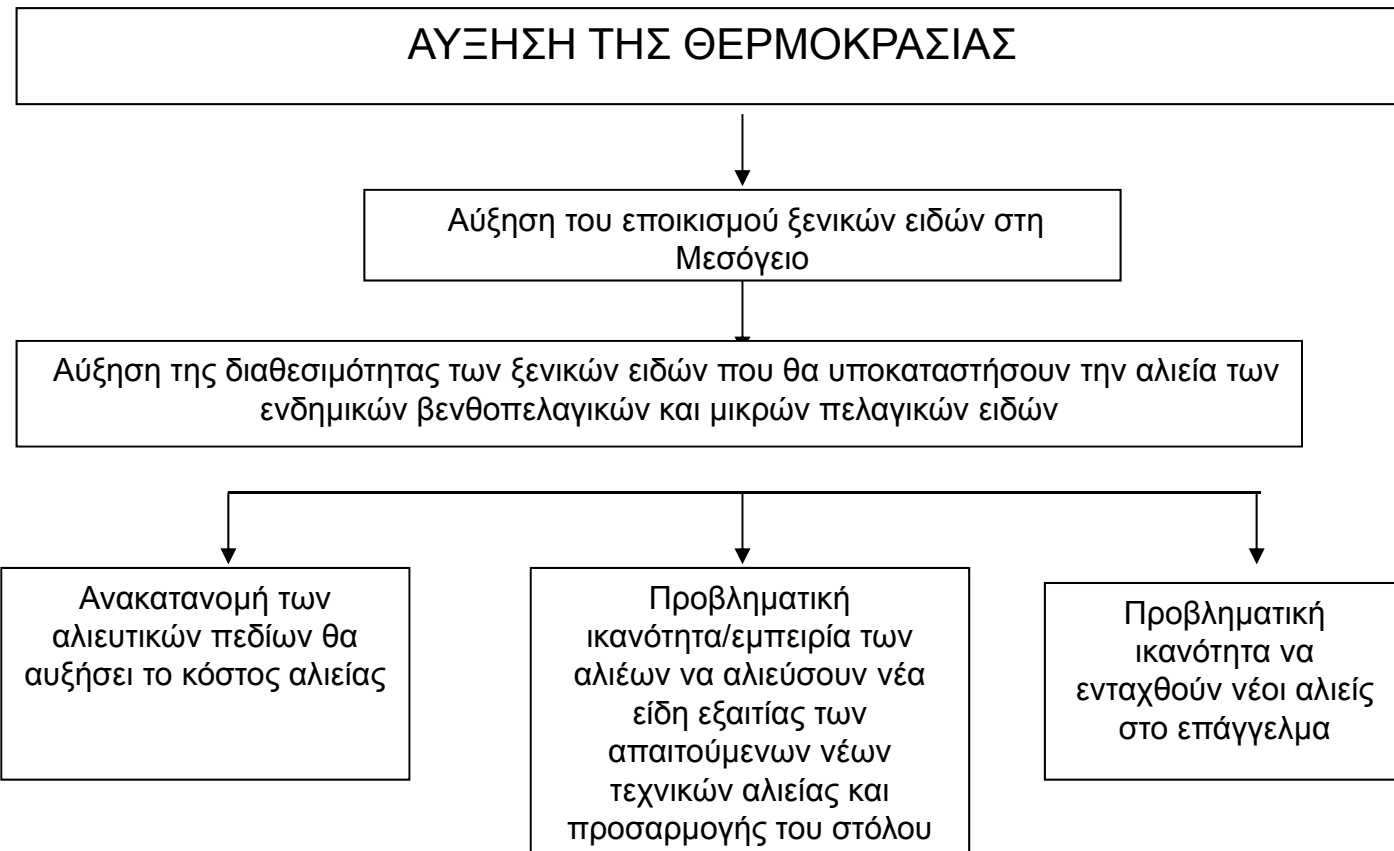 ΑΥΞΗΣΗ ΤΗΣ ΘΕΡΜΟΚΡΑΣΙΑΣ
Αύξηση του εποικισμού ξενικών ειδών στη
Μεσόγειο
Αύξηση της διαθεσιμότητας των ξενικών ειδών που θα υποκαταστήσουν την αλιεία των
ενδημικών βενθοπελαγικών και μικρών πελαγικών ειδών
Ανακατανομή των
αλιευτικών πεδίων θα
αυξήσει το κόστος αλιείας
Προβληματική
ικανότητα/εμπειρία των
αλιέων να αλιεύσουν νέα
είδη εξαιτίας των
απαιτούμενων νέων
τεχνικών αλιείας και
προσαρμογής του στόλου
Προβληματική
ικανότητα να
ενταχθούν νέοι αλιείς
στο επάγγελμα